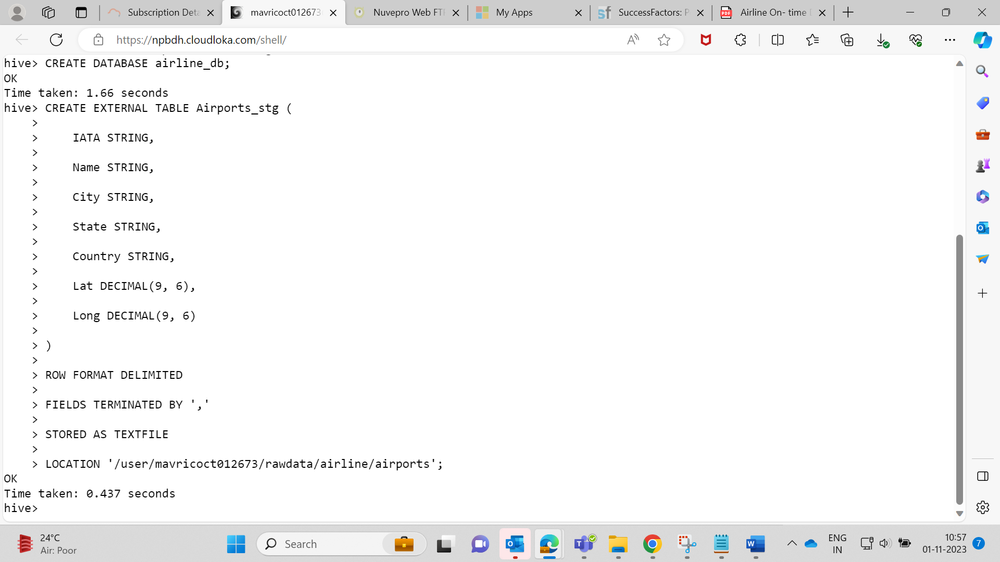 Subscription Deta
mavricoct012673
Nuvepro Web FTP
My Apps
SuccessFactors: P
Airline On- time
https://npbdh.cloudloka.com/shell/
hive> CREATE DATABASE airline_db;
OK
Time taken: 1.66 seconds
hive> CREATE EXTERNAL TABLE Airports_stg (
>
> IATA STRING,
>
> Name STRING,
>
> City STRING,
>
> State STRING,
>
> Country STRING,
>
> Lat DECIMAL(9, 6),
>
> Long DECIMAL(9, 6)
>
> )
>
> ROW FORMAT DELIMITED
>
> FIELDS TERMINATED BY ','
>
> STORED AS TEXTFILE
>
> LOCATION '/user/mavricoct012673/rawdata/airline/airports';
OK
Time taken: 0.437 seconds
hive>
24°C
Air: Poor
Search
ENG
IN
10:57
01-11-2023
7